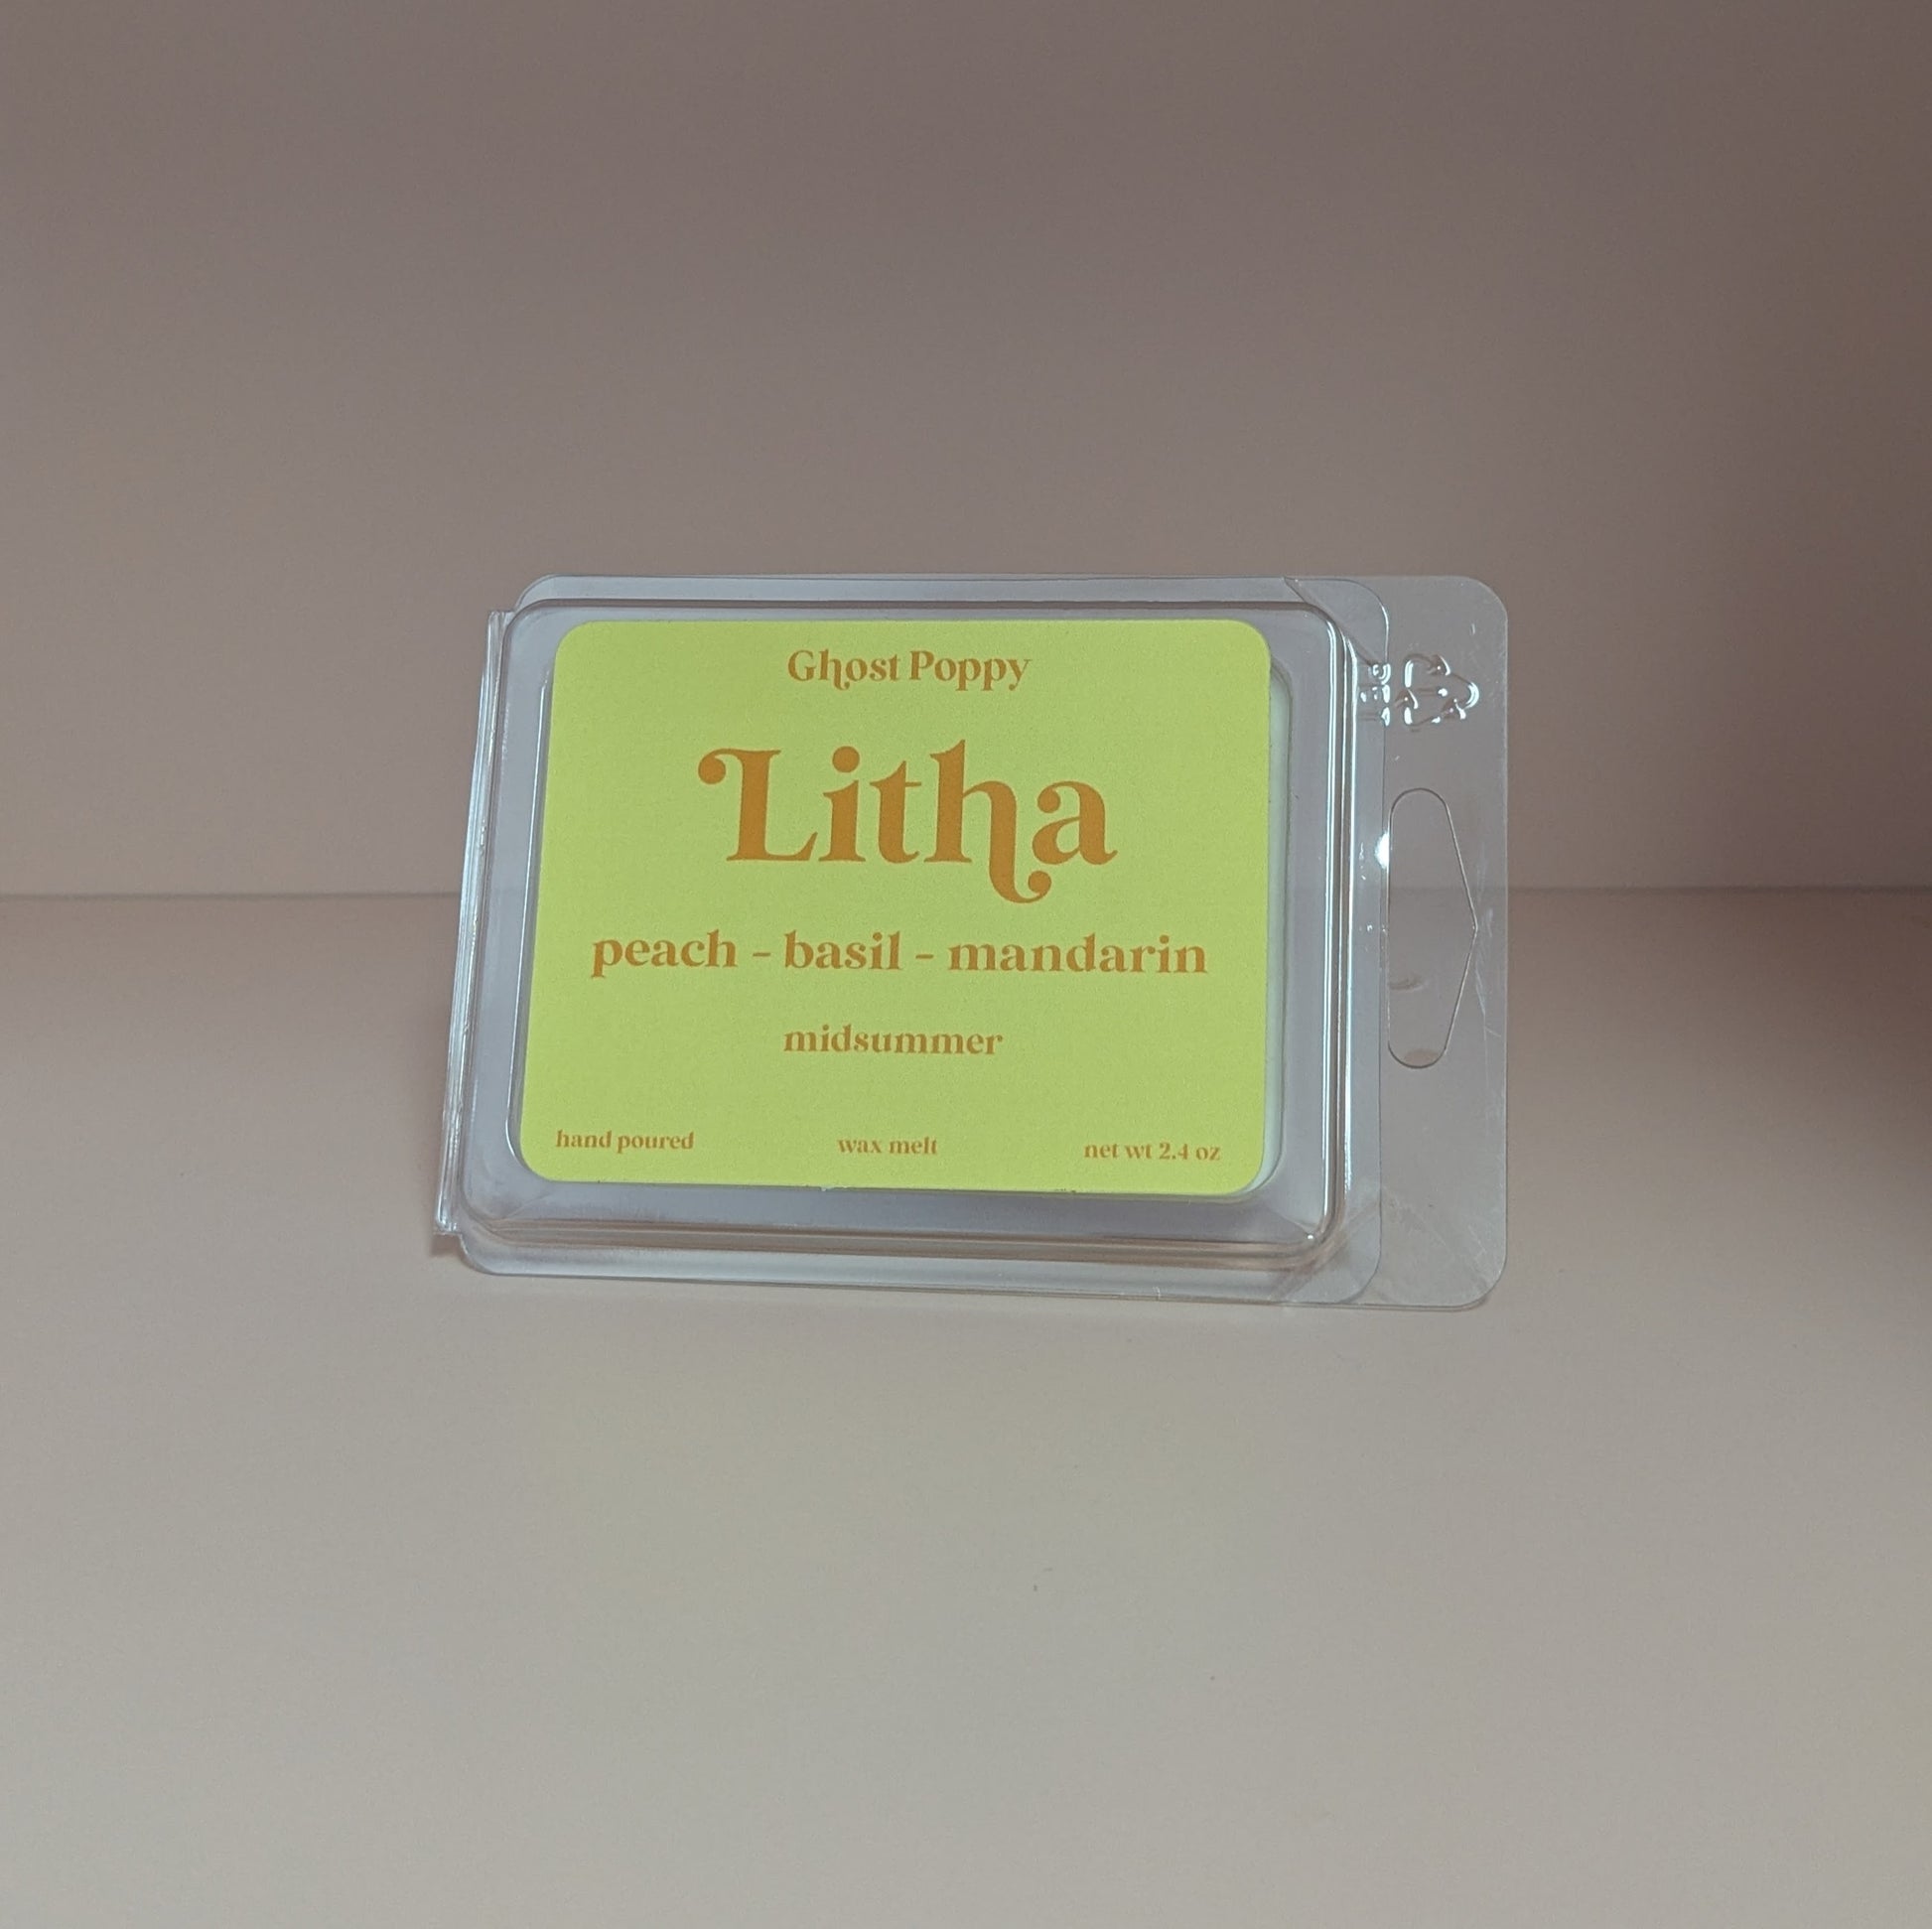 Ghost Poppy
Litha
peach - basil - mandarin
midsummer
hand poured wax melt net wt 2.4 oz